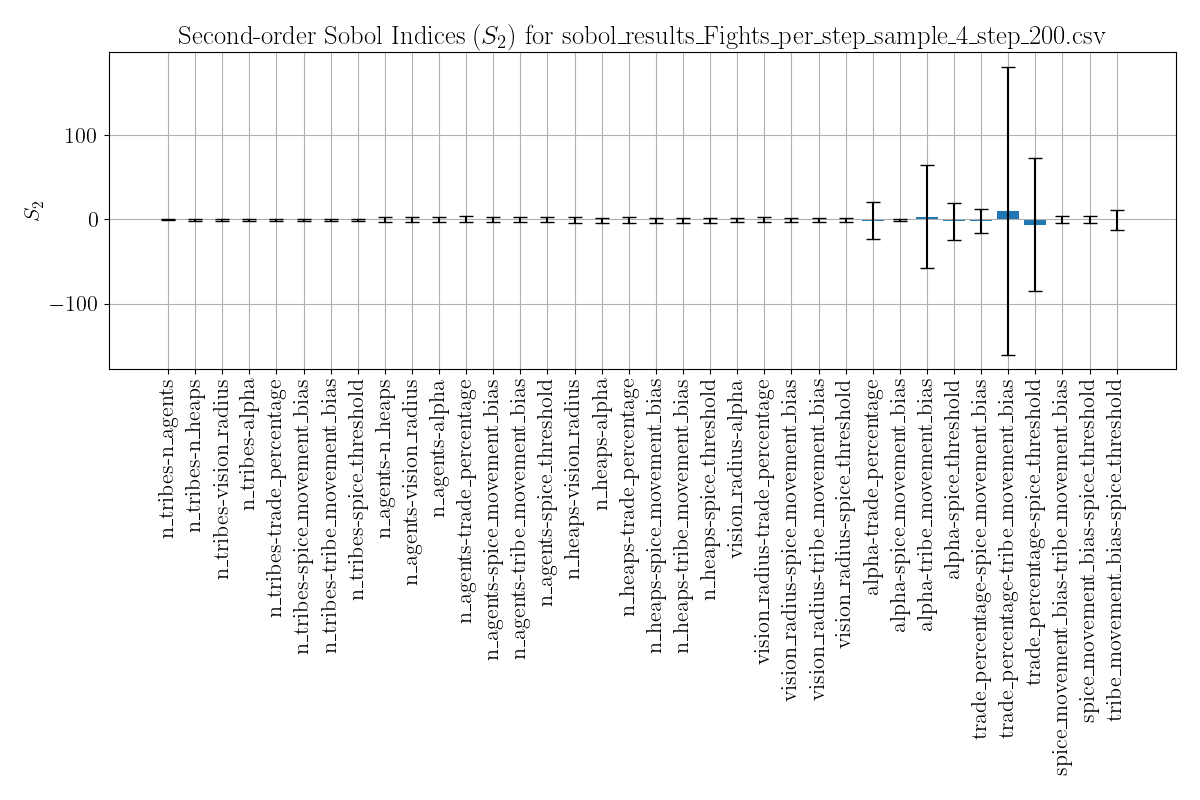 Second-order Sobol Indices (S₂) for sobol_results_Fights_per_step_sample_4_step_200.csv
S₂
100
0
−100
n_tribes-n_agents
n_tribes-n_heaps
n_tribes-vision_radius
n_tribes-alpha
n_tribes-trade_percentage
n_tribes-spice_movement_bias
n_tribes-tribe_movement_bias
n_tribes-spice_threshold
n_agents-n_heaps
n_agents-vision_radius
n_agents-alpha
n_agents-trade_percentage
n_agents-spice_movement_bias
n_agents-tribe_movement_bias
n_agents-spice_threshold
n_heaps-vision_radius
n_heaps-alpha
n_heaps-trade_percentage
n_heaps-spice_movement_bias
n_heaps-tribe_movement_bias
n_heaps-spice_threshold
vision_radius-alpha
vision_radius-trade_percentage
vision_radius-spice_movement_bias
vision_radius-tribe_movement_bias
vision_radius-spice_threshold
alpha-trade_percentage
alpha-spice_movement_bias
alpha-tribe_movement_bias
alpha-spice_threshold
trade_percentage-spice_movement_bias
trade_percentage-tribe_movement_bias
trade_percentage-spice_threshold
spice_movement_bias-tribe_movement_bias
spice_movement_bias-spice_threshold
tribe_movement_bias-spice_threshold